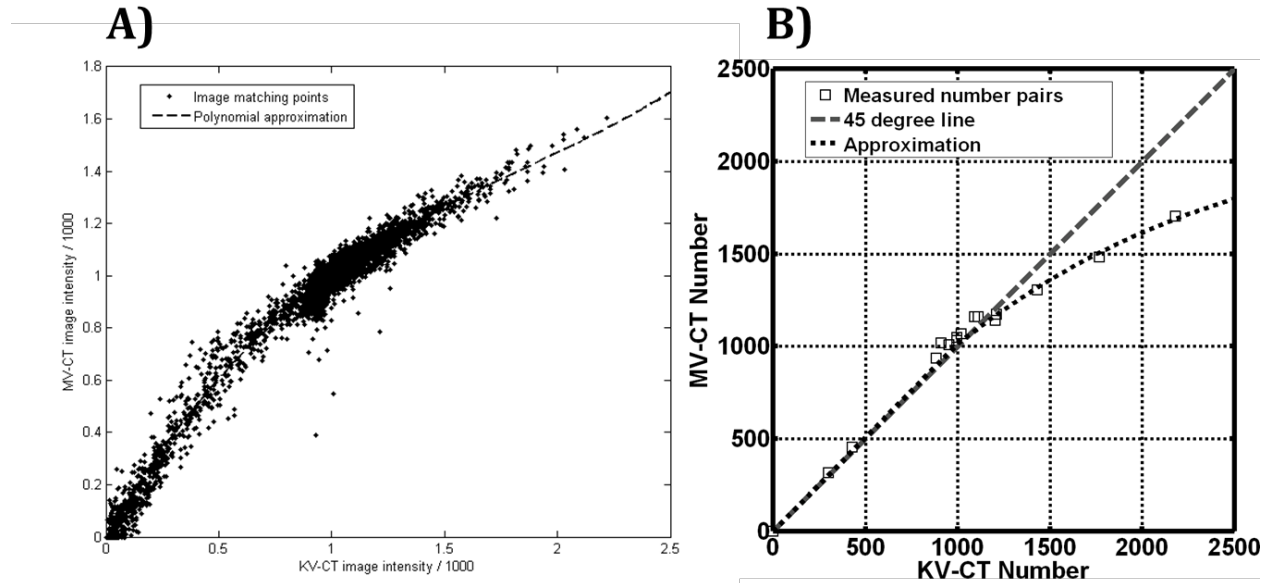 A)
1.8
1.6
1.4
1.2
1
0.8
0.6
0.4
0.2
0
MV-CT image intensity / 1000
Image matching points
Polynomial approximation
0 0.5 1 1.5 2 2.5
KV-CT image intensity / 1000
B)
2500
2000
1500
1000
500
0
MV-CT Number
Measured number pairs
45 degree line
Approximation
0 500 1000 1500 2000 2500
KV-CT Number